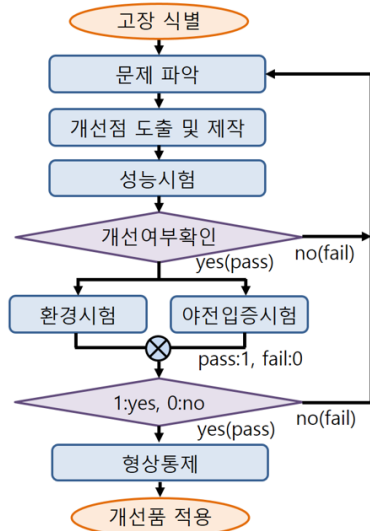 고장 식별
문제 파악
개선점 도출 및 제작
성능시험
개선여부확인
no(fail)
yes(pass)
환경시험
야전입증시험
pass:1, fail:0
1:yes, 0:no
no(fail)
yes(pass)
형상통제
개선품 적용